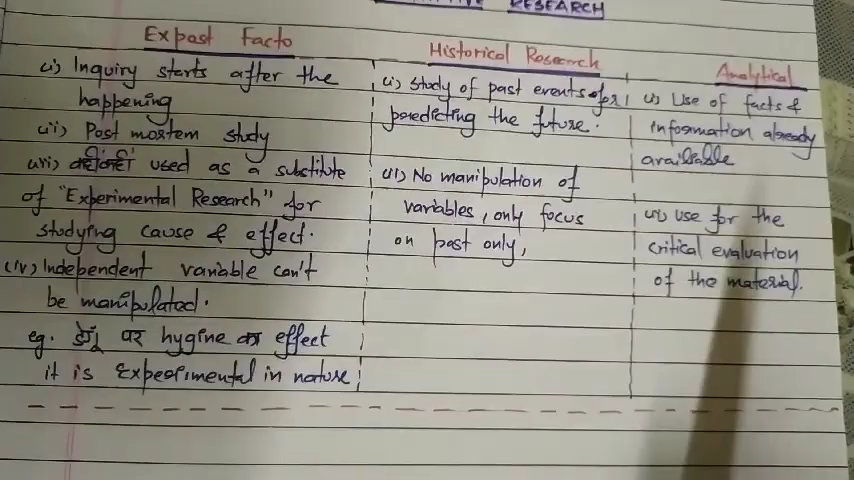 RESEARCH
Expost Facto
(i) Inquiry starts after the
happening
(ii) Post mortem study
(iii) कहीं कहीं used as a substitute
of "Experimental Research" for
studying cause & effect.
(iv) Independent variable can't
be manipulated.
eg. डेंगू पर hygine का effect
it is Experimental in nature
Historical Research
(i) Study of past events for
predicting the future.
(ii) No manipulation of
variables, only focus
on past only,
Analytical
(i) Use of facts &
information already
available
(ii) use for the
critical evaluation
of the material.